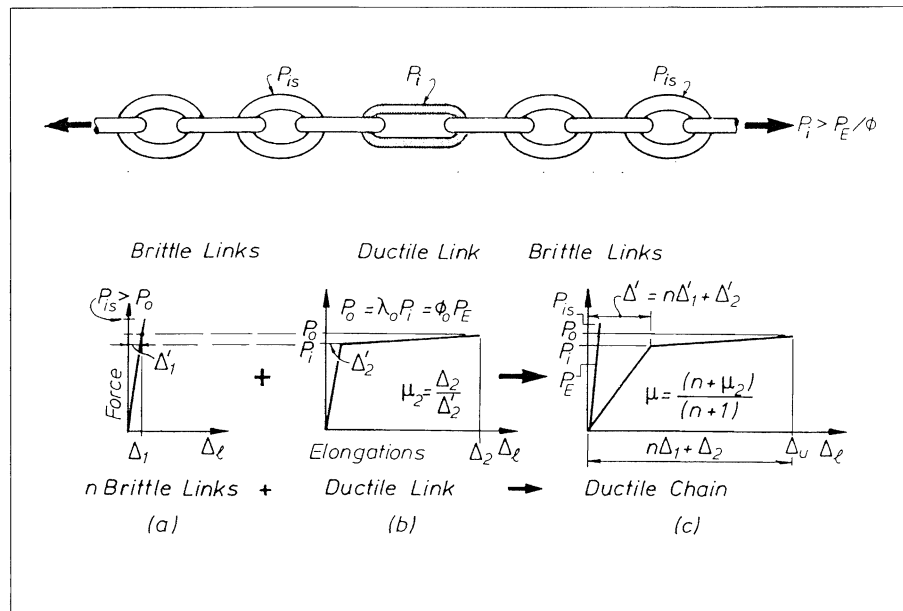 P_is
P_i
P_is
P_i > P_E/ϕ
Brittle Links
Ductile Link
Brittle Links
P_is > P_o
Δ'_1
Force
Δ_1
Δ_ℓ
P_o = λ_o P_i = ϕ_o P_E
P_o
P_i
Δ'_2
+
μ_2 = Δ_2/Δ'_2
Elongations
Δ_2 Δ_ℓ
P_is
P_o
P_i
P_E
Δ' = nΔ'_1 + Δ'_2
μ = (n + μ_2)/(n + 1)
Δ_u Δ_ℓ
nΔ_1 + Δ_2
n Brittle Links + Ductile Link → Ductile Chain
(a) (b) (c)